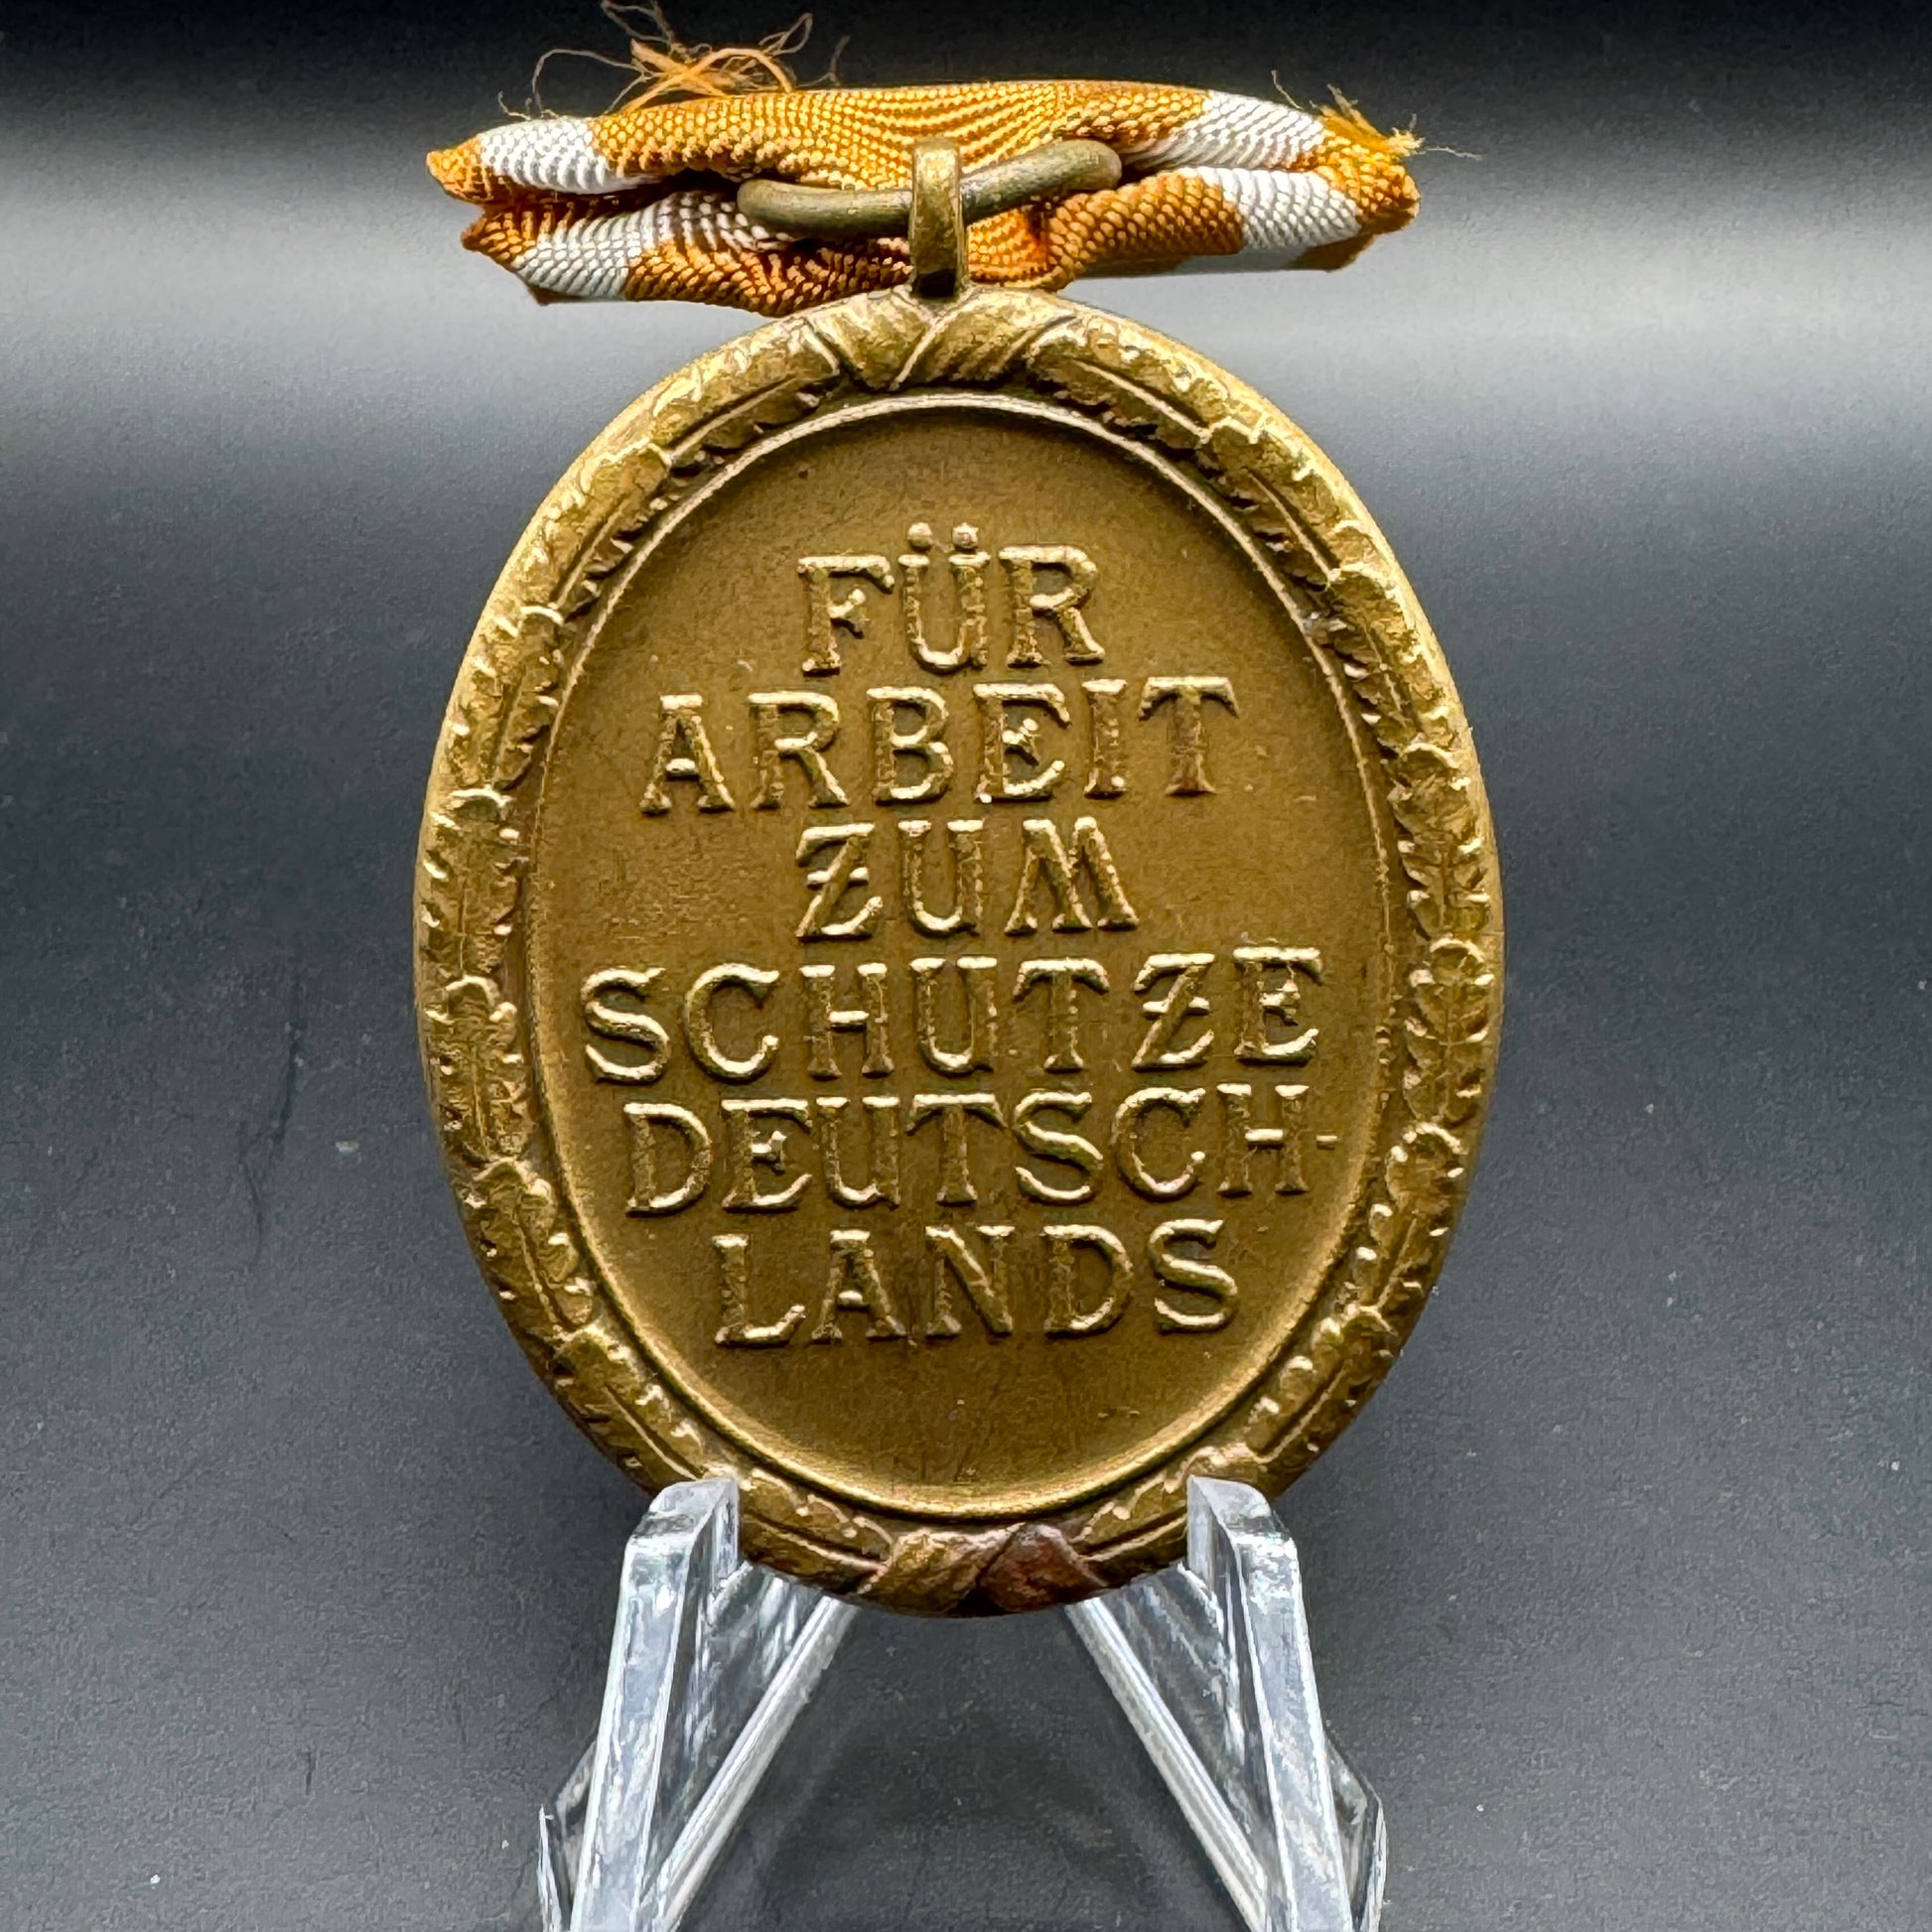 FÜR
ARBEIT
ZUM
SCHUTZE
DEUTSCH-
LANDS